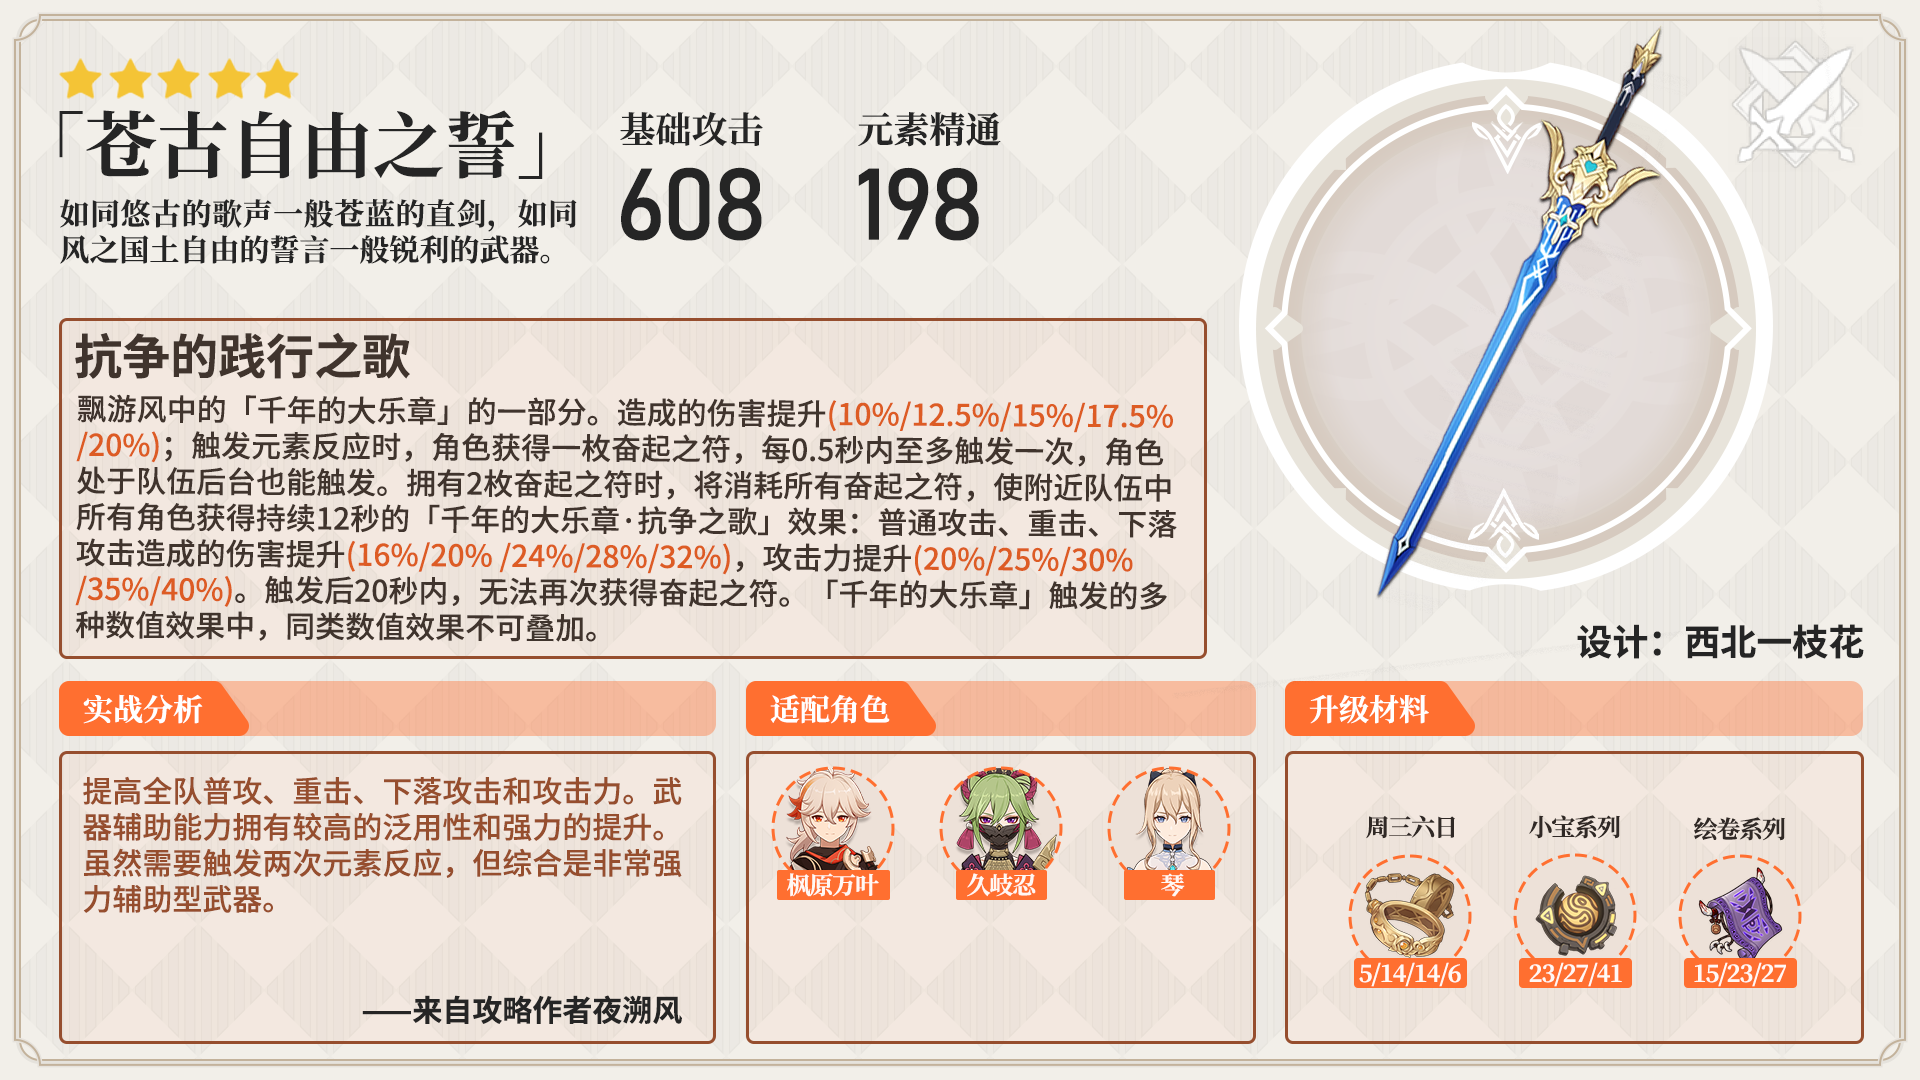 「苍古自由之誓」
如同悠古的歌声一般苍蓝的直剑，如同
风之国土自由的誓言一般锐利的武器。
基础攻击
608
元素精通
198
抗争的践行之歌
飘游风中的「千年的大乐章」的一部分。造成的伤害提升(10%/12.5%/15%/17.5%
/20%)；触发元素反应时，角色获得一枚奋起之符，每0.5秒内至多触发一次，角色
处于队伍后台也能触发。拥有2枚奋起之符时，将消耗所有奋起之符，使附近队伍中
所有角色获得持续12秒的「千年的大乐章·抗争之歌」效果：普通攻击、重击、下落
攻击造成的伤害提升(16%/20% /24%/28%/32%)，攻击力提升(20%/25%/30%
/35%/40%)。触发后20秒内，无法再次获得奋起之符。「千年的大乐章」触发的多
种数值效果中，同类数值效果不可叠加。
设计：西北一枝花
实战分析
提高全队普攻、重击、下落攻击和攻击力。武
器辅助能力拥有较高的泛用性和强力的提升。
虽然需要触发两次元素反应，但综合是非常强
力辅助型武器。
——来自攻略作者夜溯风
适配角色
枫原万叶
久岐忍
琴
升级材料
周三六日
小宝系列
绘卷系列
5/14/14/6
23/27/41
15/23/27